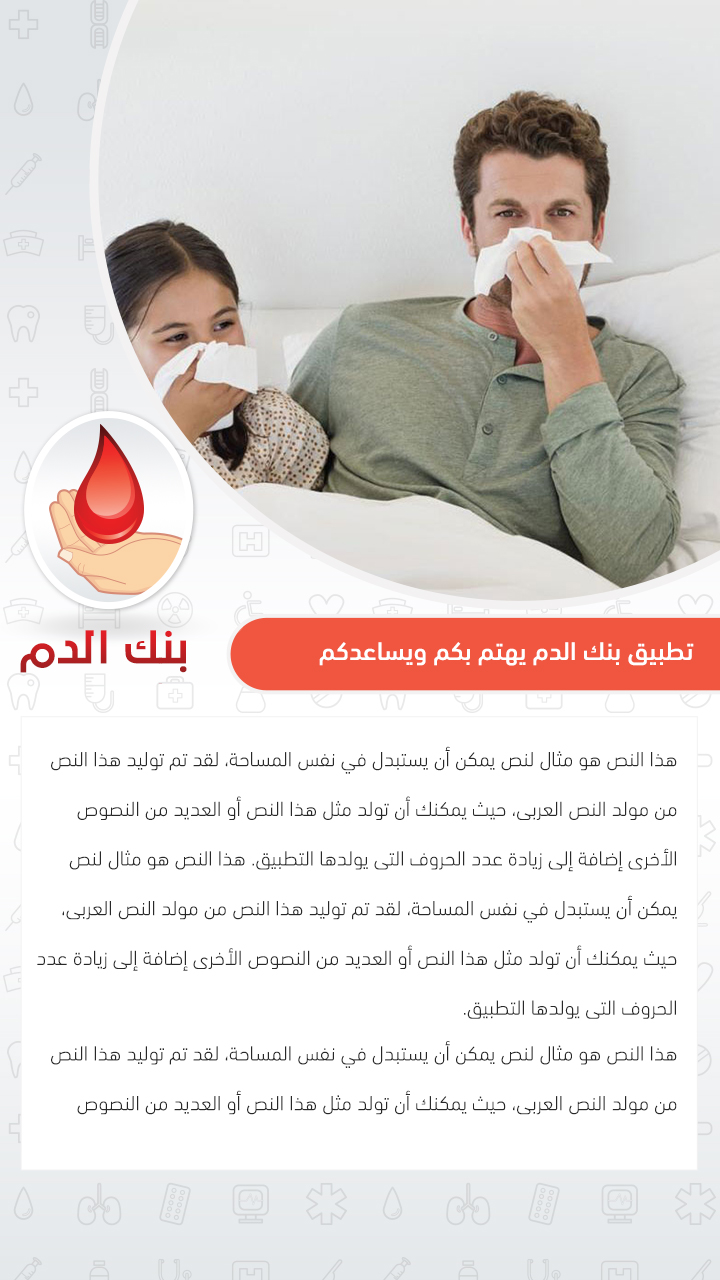 بنك الدم
تطبيق بنك الدم يهتم بكم ويساعدكم
هذا النص هو مثال لنص يمكن أن يستبدل في نفس المساحة، لقد تم توليد هذا النص
من مولد النص العربى، حيث يمكنك أن تولد مثل هذا النص أو العديد من النصوص
الأخرى إضافة إلى زيادة عدد الحروف التى يولدها التطبيق. هذا النص هو مثال لنص
يمكن أن يستبدل في نفس المساحة، لقد تم توليد هذا النص من مولد النص العربى،
حيث يمكنك أن تولد مثل هذا النص أو العديد من النصوص الأخرى إضافة إلى زيادة عدد
الحروف التى يولدها التطبيق.
هذا النص هو مثال لنص يمكن أن يستبدل في نفس المساحة، لقد تم توليد هذا النص
من مولد النص العربى، حيث يمكنك أن تولد مثل هذا النص أو العديد من النصوص